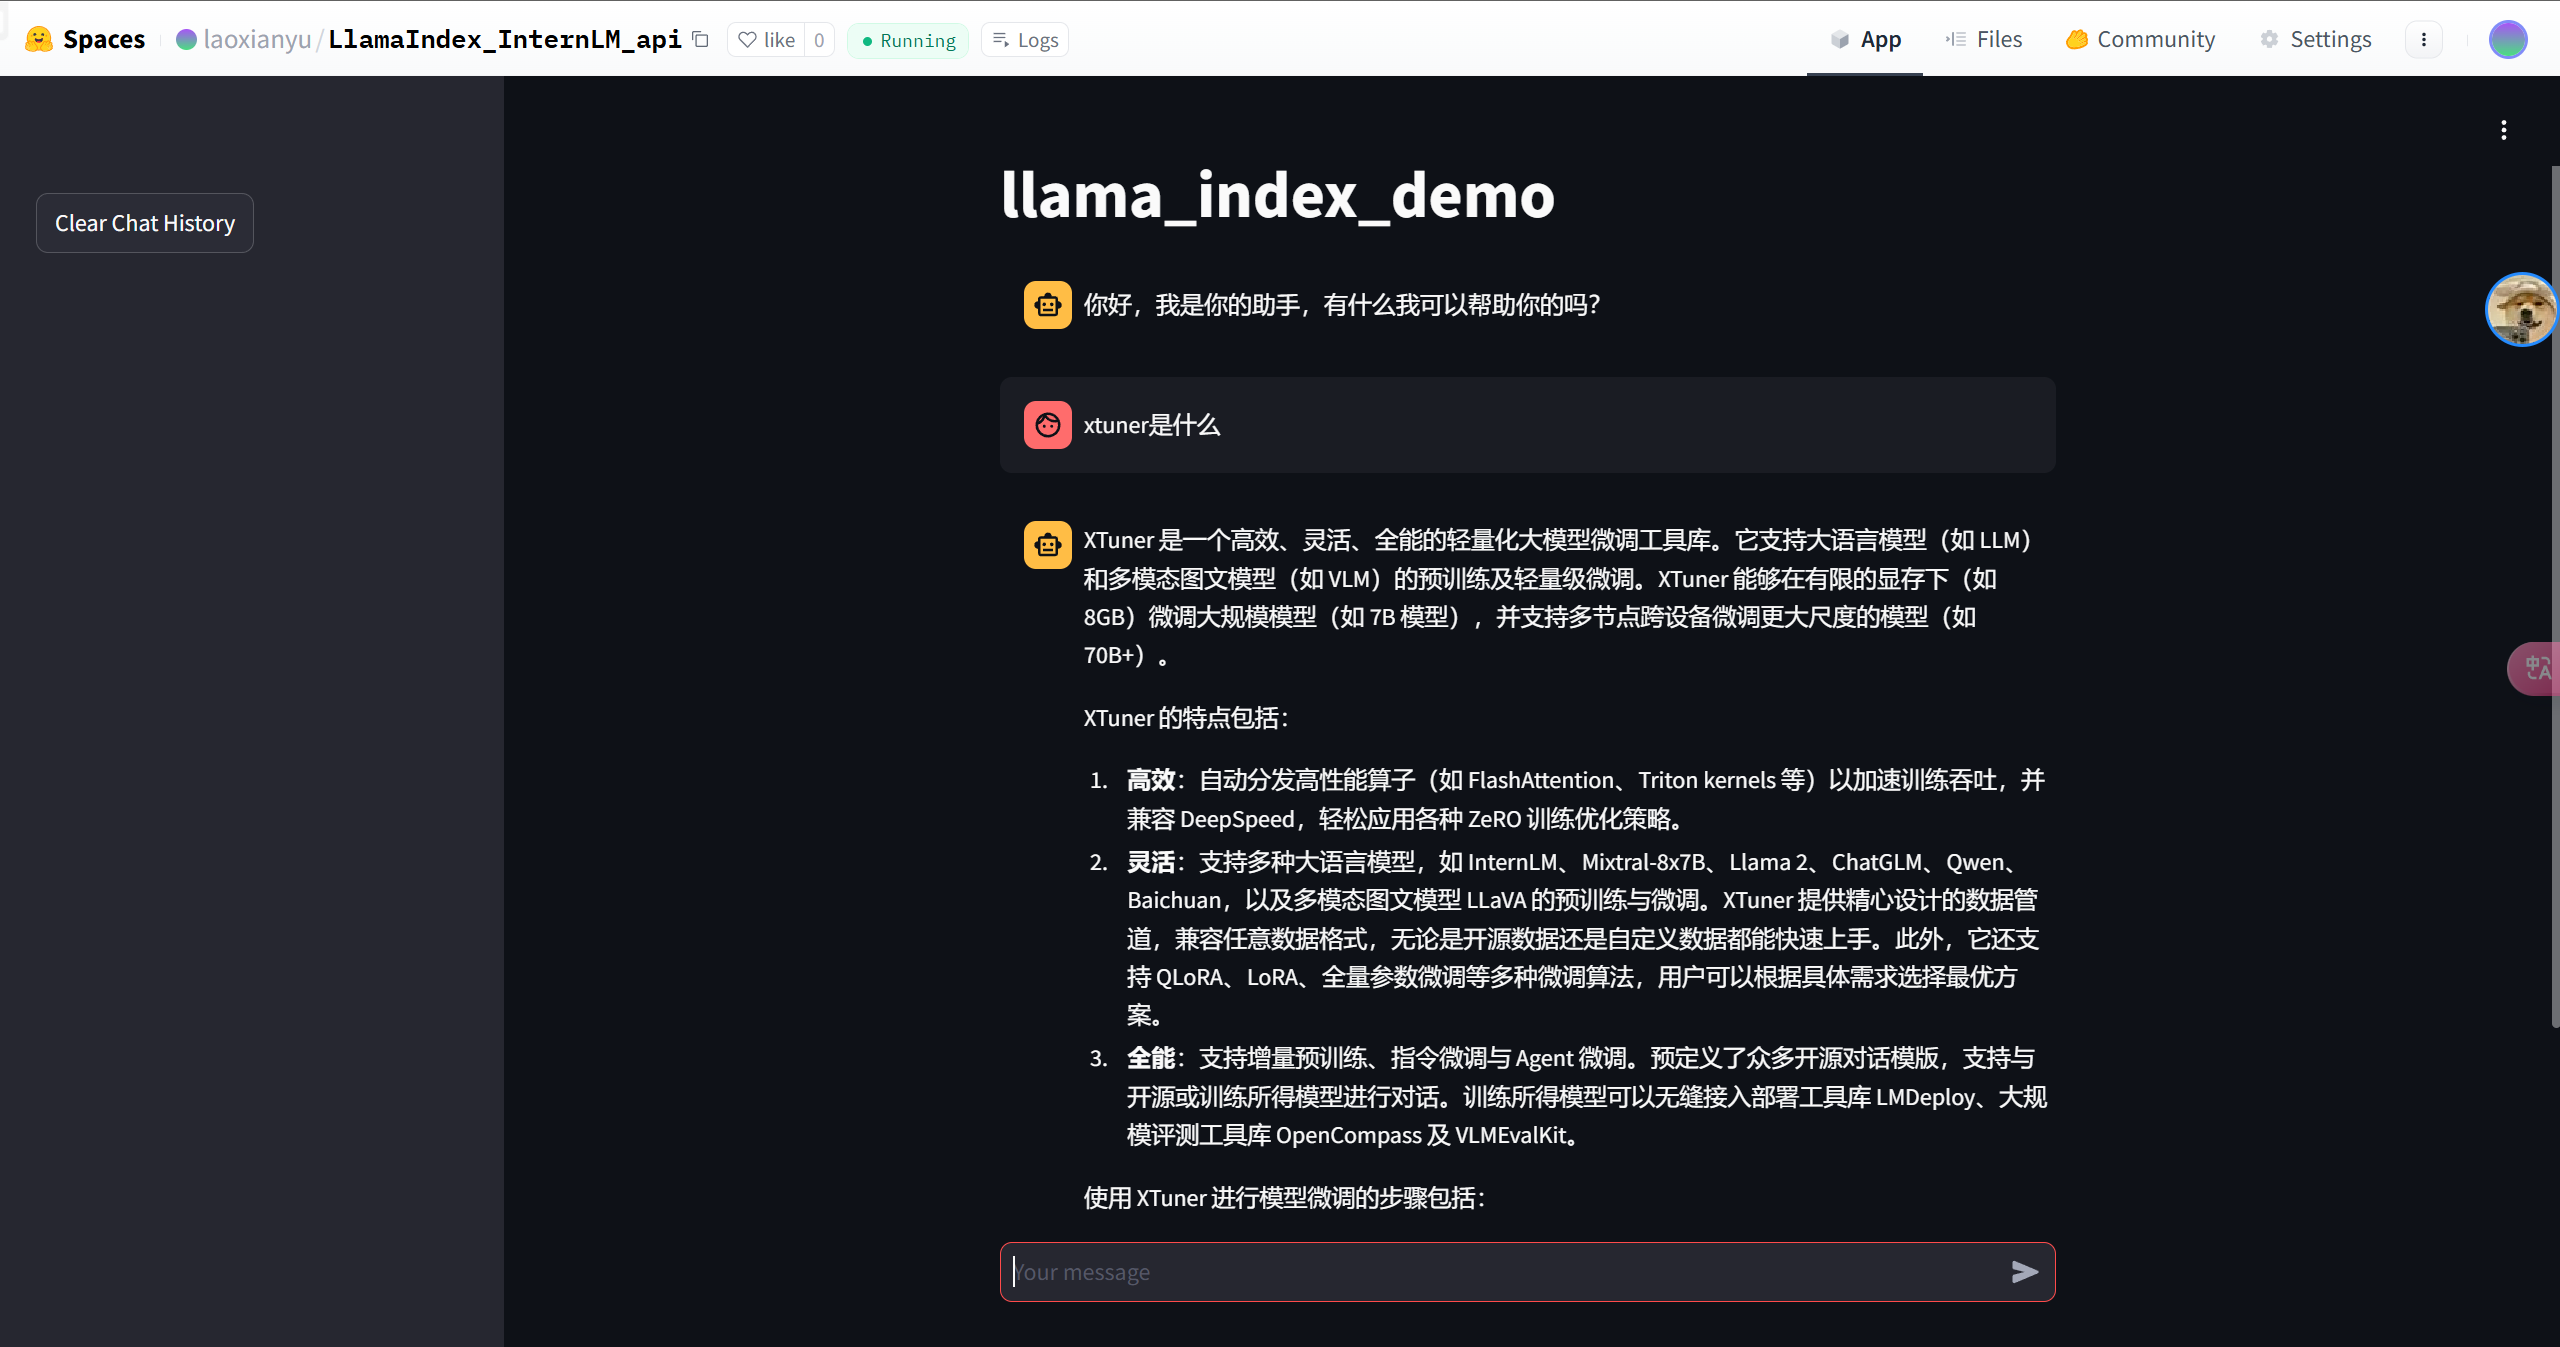 Spaces
laoxianyu/LlamaIndex_InternLM_api
like 0
Running
Logs
App
Files
Community
Settings
Clear Chat History
llama_index_demo
你好，我是你的助手，有什么我可以帮助你的吗？
xtuner是什么
XTuner 是一个高效、灵活、全能的轻量化大模型微调工具库。它支持大语言模型（如 LLM）
和多模态图文模型（如 VLM）的预训练及轻量级微调。XTuner 能够在有限的显存下（如
8GB）微调大规模模型（如 7B 模型），并支持多节点跨设备微调更大尺度的模型（如
70B+）。
XTuner 的特点包括：
1. 高效：自动分发高性能算子（如 FlashAttention、Triton kernels 等）以加速训练吞吐，并
兼容 DeepSpeed，轻松应用各种 ZeRO 训练优化策略。
2. 灵活：支持多种大语言模型，如 InternLM、Mixtral-8x7B、Llama 2、ChatGLM、Qwen、
Baichuan，以及多模态图文模型 LLaVA 的预训练与微调。XTuner 提供精心设计的数据管
道，兼容任意数据格式，无论是开源数据还是自定义数据都能快速上手。此外，它还支
持 QLoRA、LoRA、全量参数微调等多种微调算法，用户可以根据具体需求选择最优方
案。
3. 全能：支持增量预训练、指令微调与 Agent 微调。预定义了众多开源对话模版，支持与
开源或训练所得模型进行对话。训练所得模型可以无缝接入部署工具库 LMDeploy、大规
模评测工具库 OpenCompass 及 VLMEvalKit。
使用 XTuner 进行模型微调的步骤包括：
Your message
中A